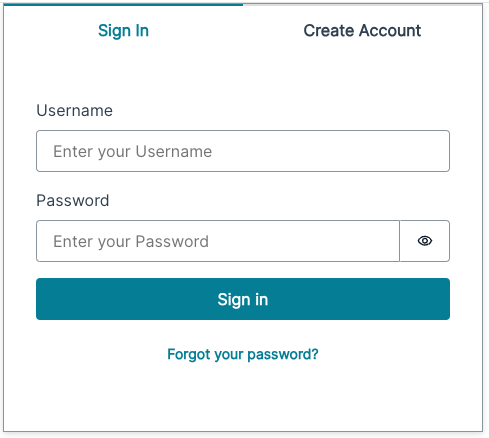 Sign In
Create Account
Username
Enter your Username
Password
Enter your Password
Sign in
Forgot your password?